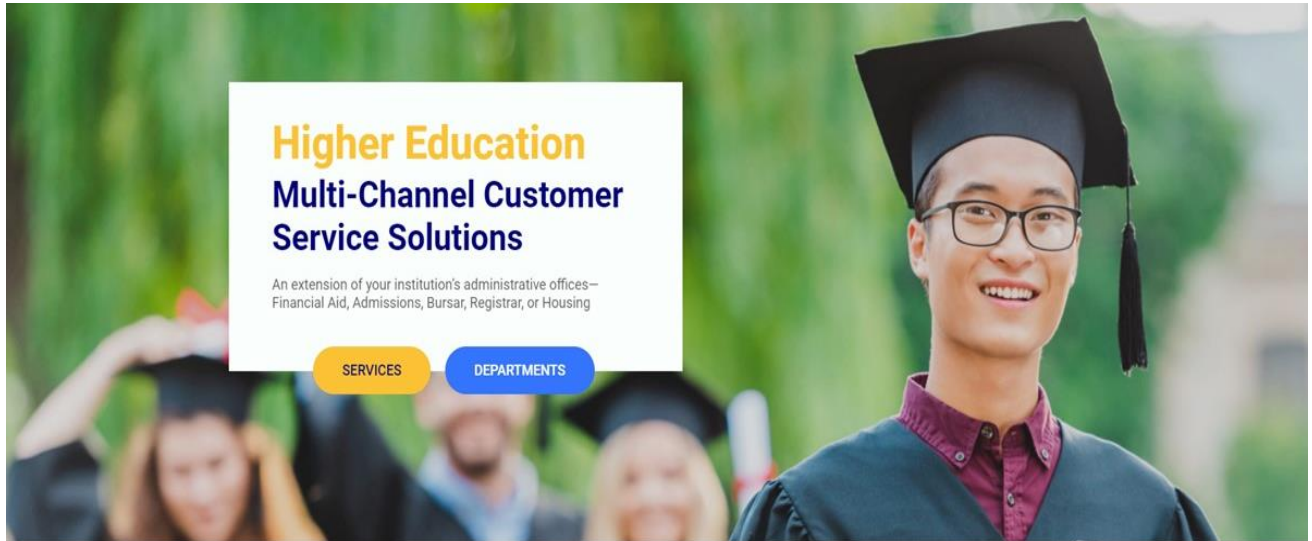 Higher Education
Multi-Channel Customer
Service Solutions
An extension of your institution's administrative offices—
Financial Aid, Admissions, Bursar, Registrar, or Housing
SERVICES
DEPARTMENTS